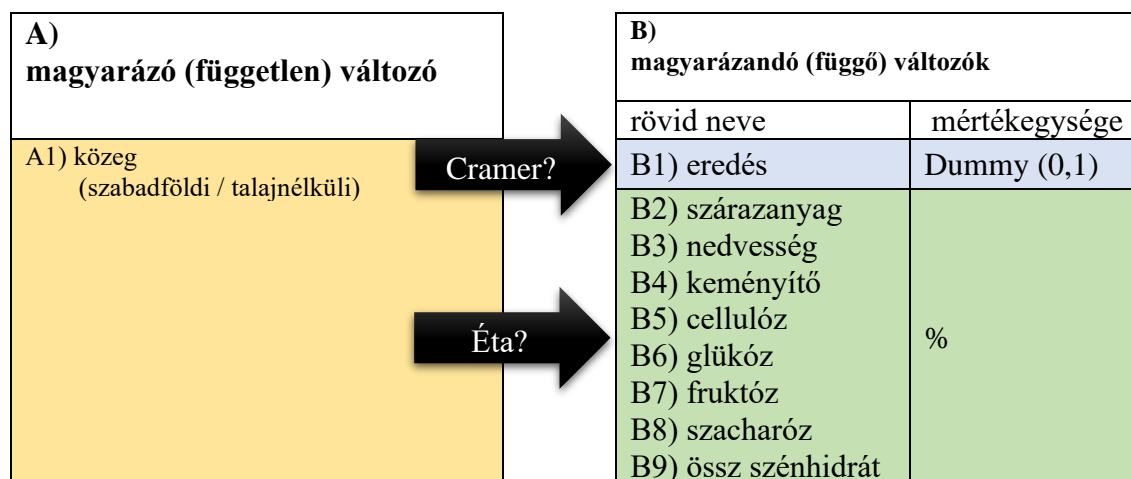 A)
magyarázó (független) változó
A1) közeg
(szabadföldi / talajnélküli)
Cramer?
Éta?
B)
magyarázandó (függő) változók
rövid neve mértékegysége
B1) eredés Dummy (0,1)
B2) szárazanyag
B3) nedvesség
B4) keményítő
B5) cellulóz
B6) glükóz
B7) fruktóz
B8) szacharóz
B9) össz szénhidrát
%